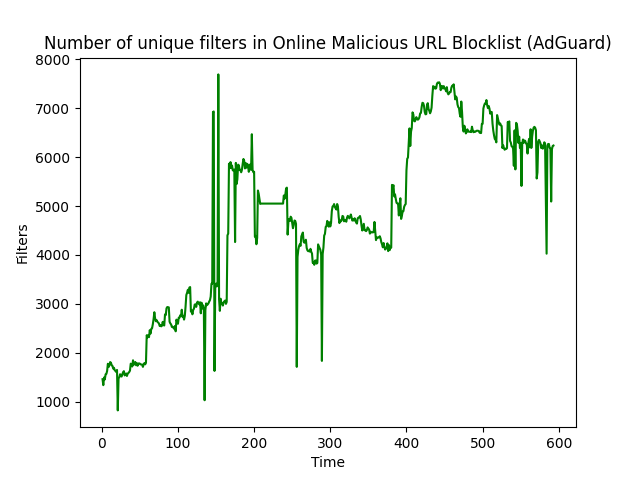 Number of unique filters in Online Malicious URL Blocklist (AdGuard)
8000
7000
6000
5000
4000
3000
2000
1000
Filters
0 100 200 300 400 500 600
Time